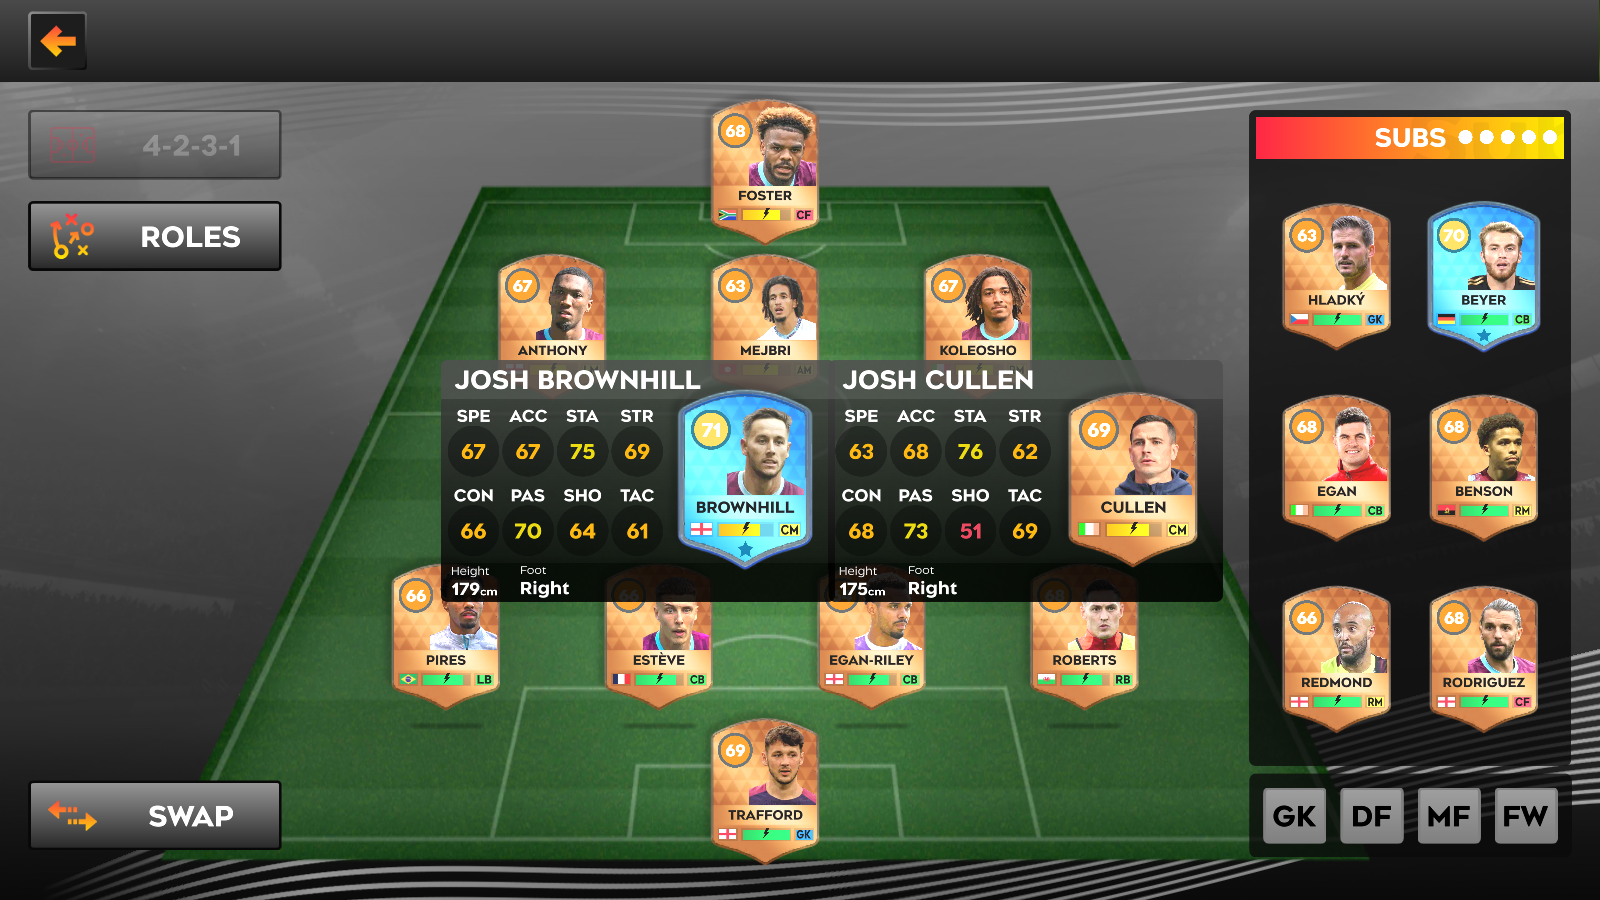 4-2-3-1
ROLES
68
FOSTER
CF
67
ANTHONY
63
MEJBRI
AM
67
KOLEOSHO
JOSH BROWNHILL
SPE ACC STA STR
67 67 75 69
CON PAS SHO TAC
66 70 64 61
Height
179cm
Foot
Right
71
BROWNHILL
CM
JOSH CULLEN
SPE ACC STA STR
63 68 76 62
CON PAS SHO TAC
68 73 51 69
Height
175cm
Foot
Right
69
CULLEN
CM
66
PIRES
LB
66
ESTÈVE
CB
EGAN-RILEY
CB
68
ROBERTS
RB
69
TRAFFORD
GK
SWAP
SUBS
63
HLADKÝ
GK
70
BEYER
CB
68
EGAN
CB
68
BENSON
RM
66
REDMOND
RM
68
RODRIGUEZ
CF
GK DF MF FW